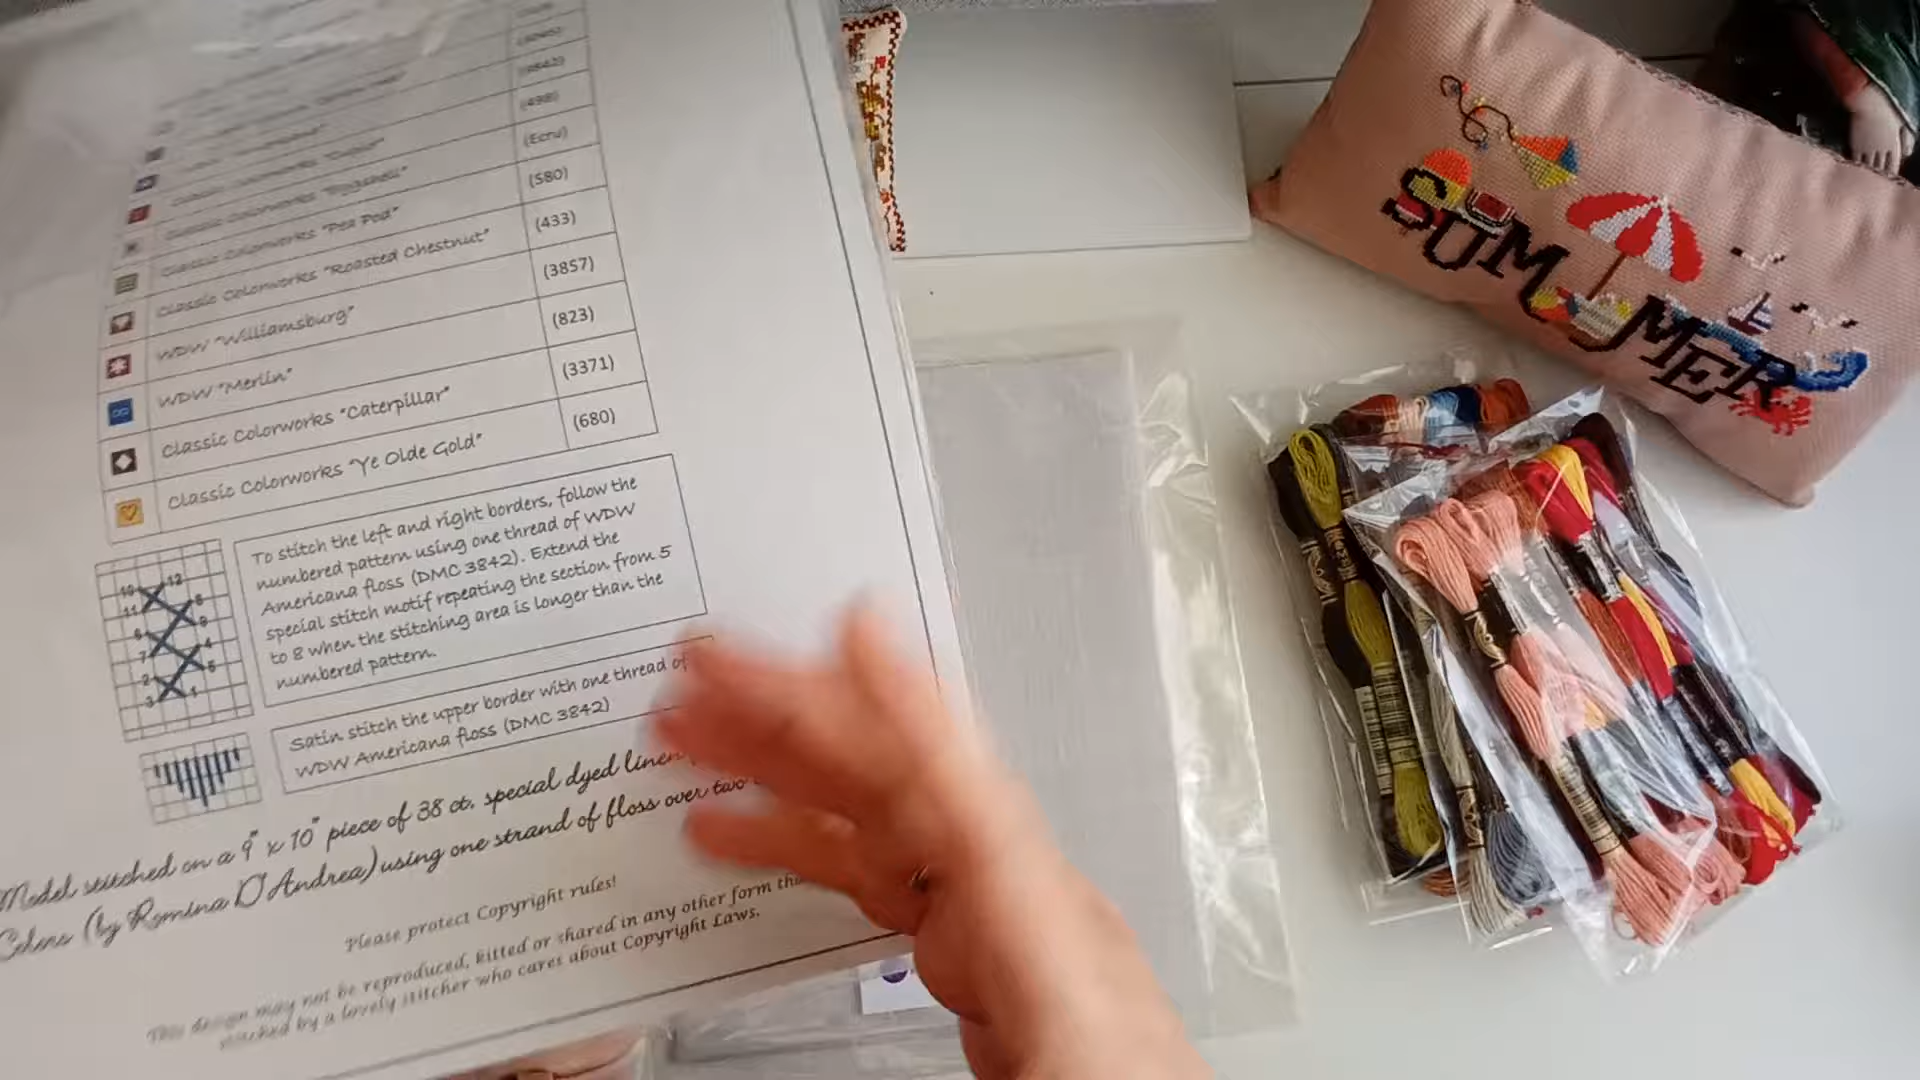 (498)
(Ecru)
Classic Colorworks "Eggshell"
(580)
Classic Colorworks "Pea Pod"
(433)
Classic Colorworks "Roasted Chestnut"
(3857)
WDW "Williamsburg"
(823)
WDW "Merlin"
(3371)
Classic Colorworks "Caterpillar"
(680)
Classic Colorworks "Ye Olde Gold"
To stitch the left and right borders, follow the
numbered pattern using one thread of WDW
Americana floss (DMC 3842). Extend the
special stitch motif repeating the section from 5
to 8 when the stitching area is longer than the
numbered pattern.
Satin stitch the upper border with one thread of
WDW Americana floss (DMC 3842)
Model stitched on a 9" x 10" piece of 38 ct. special dyed linen
(by Romina D'Andrea) using one strand of floss over two
Please protect Copyright rules!
This design may not be reproduced, kitted or shared in any other form
by a lovely stitcher who cares about Copyright Laws.
SUMMER